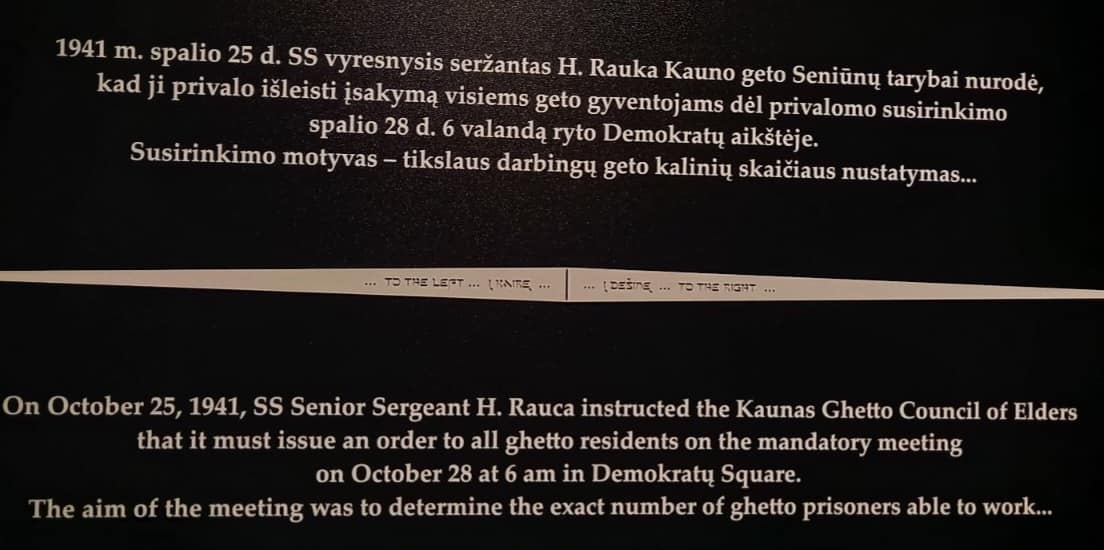 1941 m. spalio 25 d. SS vyresnysis seržantas H. Rauka Kauno geto Seniūnų tarybai nurodė,
kad ji privalo išleisti įsakymą visiems geto gyventojams dėl privalomo susirinkimo
spalio 28 d. 6 valandą ryto Demokratų aikštėje.
Susirinkimo motyvas – tikslaus darbingų geto kalinių skaičiaus nustatymas...
... TO THE LEFT ... Į KAIRĘ ... ... Į DEŠINĘ ... TO THE RIGHT ...
On October 25, 1941, SS Senior Sergeant H. Rauca instructed the Kaunas Ghetto Council of Elders
that it must issue an order to all ghetto residents on the mandatory meeting
on October 28 at 6 am in Demokratų Square.
The aim of the meeting was to determine the exact number of ghetto prisoners able to work...